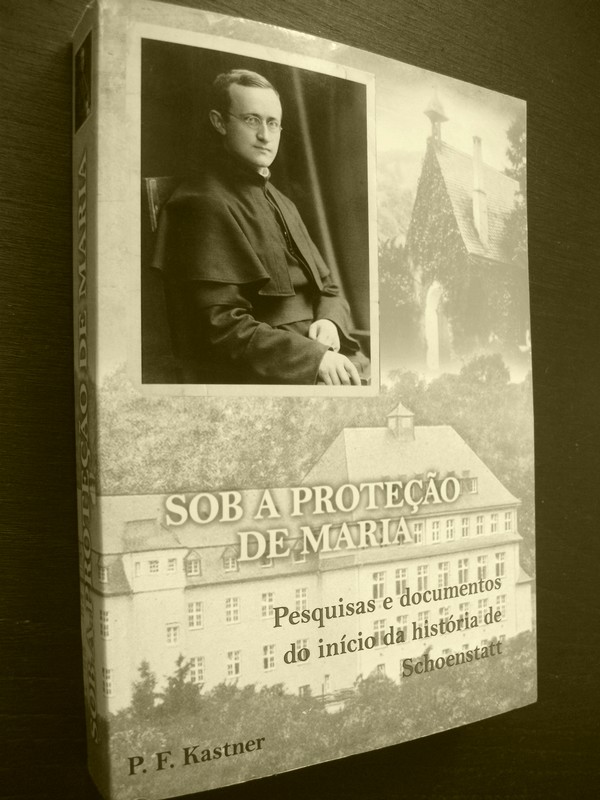 SOB A PROTEÇÃO DE MARIA
SOB A PROTEÇÃO
DE MARIA
Pesquisas e documentos
do início da história de
Schoenstatt
P. F. Kastner